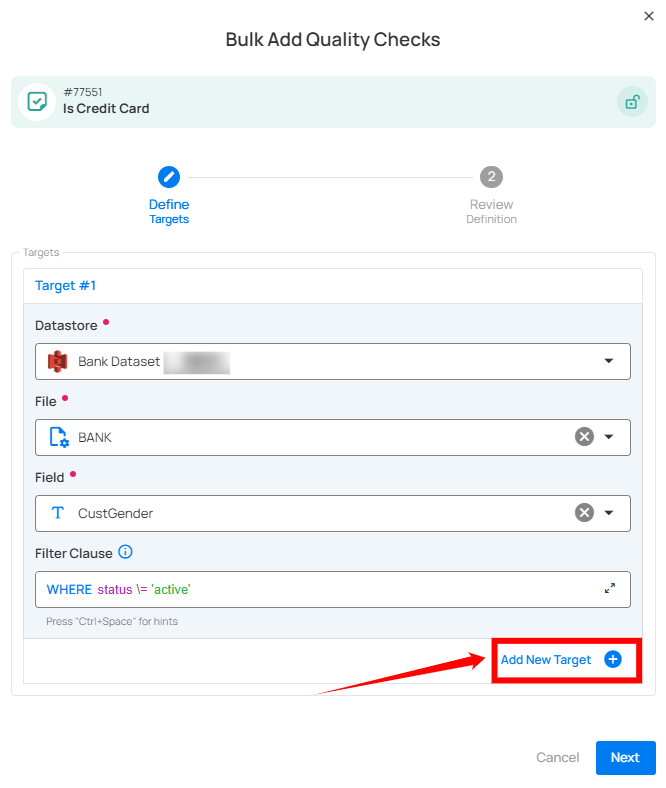 Bulk Add Quality Checks
#77551
Is Credit Card
2
Define
Targets
Review
Definition
Targets
Target #1
Datastore
Bank Dataset
File
BANK
Field
T CustGender
Filter Clause
WHERE status \= 'active'
Press "Ctrl+Space" for hints
Add New Target
Cancel
Next